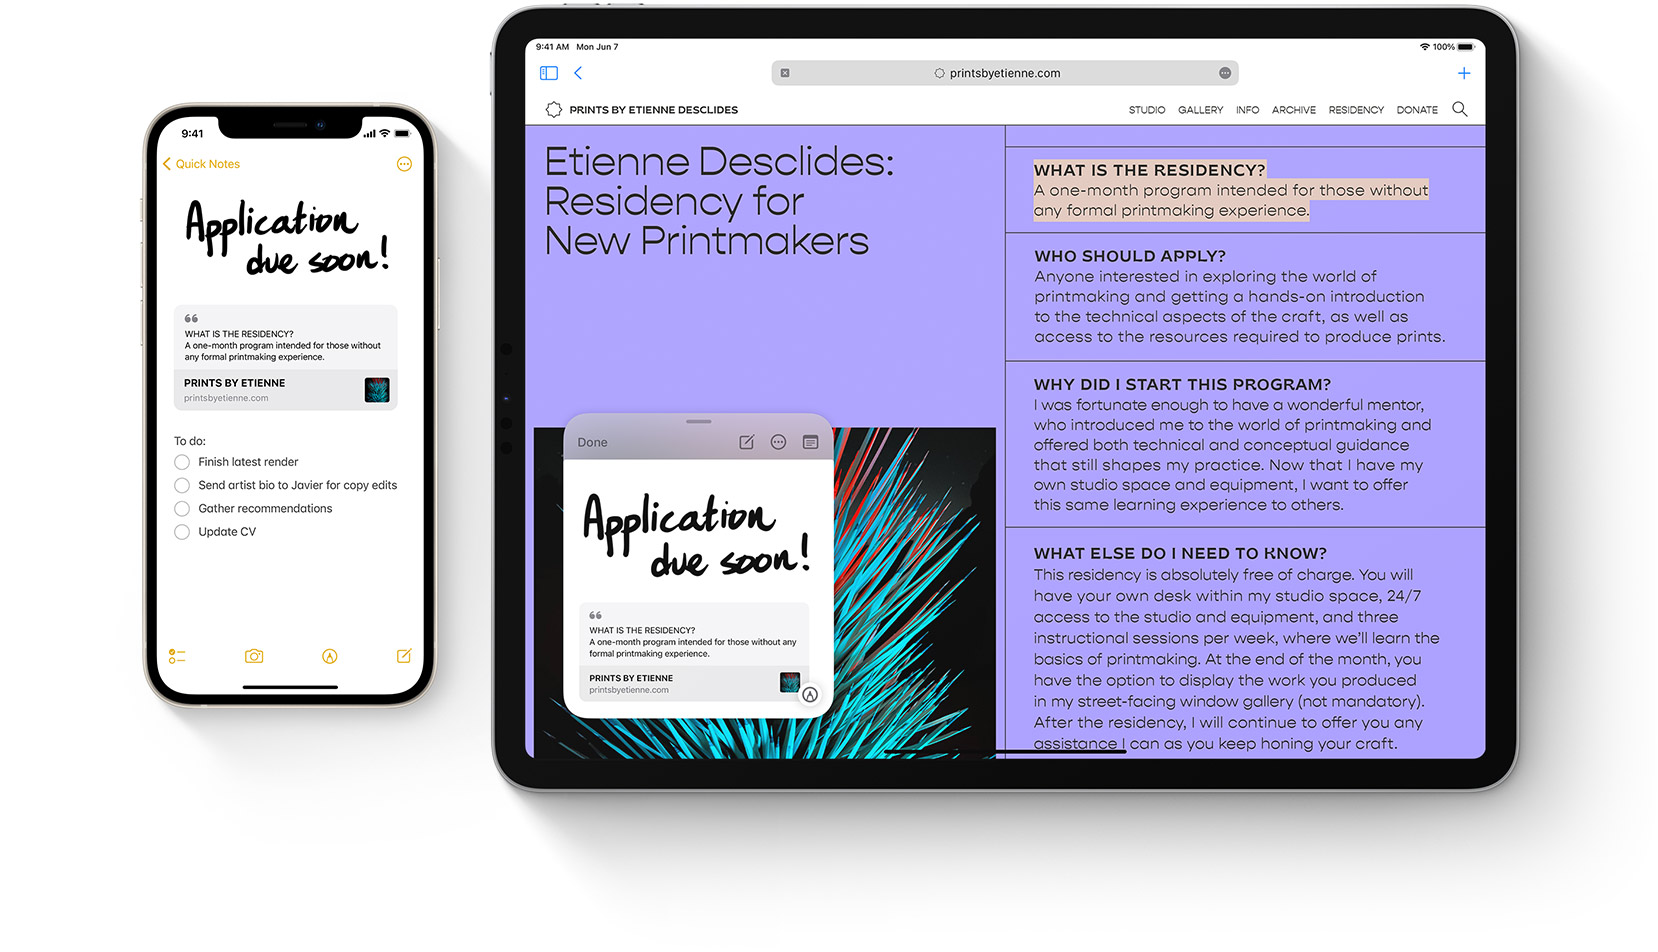 9:41
Quick Notes
Application
due soon!
WHAT IS THE RESIDENCY?
A one-month program intended for those without
any formal printmaking experience.
PRINTS BY ETIENNE
printsbyetienne.com
To do:
Finish latest render
Send artist bio to Javier for copy edits
Gather recommendations
Update CV
9:41 AM Mon Jun 7
100%
printsbyetienne.com
PRINTS BY ETIENNE DESCLIDES
STUDIO GALLERY INFO ARCHIVE RESIDENCY DONATE
Etienne Desclides:
Residency for
New Printmakers
Done
Application
due soon!
WHAT IS THE RESIDENCY?
A one-month program intended for those without any
formal printmaking experience.
PRINTS BY ETIENNE
printsbyetienne.com
WHAT IS THE RESIDENCY?
A one-month program intended for those without
any formal printmaking experience.
WHO SHOULD APPLY?
Anyone interested in exploring the world of
printmaking and getting a hands-on introduction
to the technical aspects of the craft, as well as
access to the resources required to produce prints.
WHY DID I START THIS PROGRAM?
I was fortunate enough to have a wonderful mentor,
who introduced me to the world of printmaking and
offered both technical and conceptual guidance
that still shapes my practice. Now that I have my
own studio space and equipment, I want to offer
this same learning experience to others.
WHAT ELSE DO I NEED TO KNOW?
This residency is absolutely free of charge. You will
have your own desk within my studio space, 24/7
access to the studio and equipment, and three
instructional sessions per week, where we'll learn the
basics of printmaking. At the end of the month, you
have the option to display the work you produced
in my street-facing window gallery (not mandatory).
After the residency, I will continue to offer you any
assistance I can as you keep honing your craft.